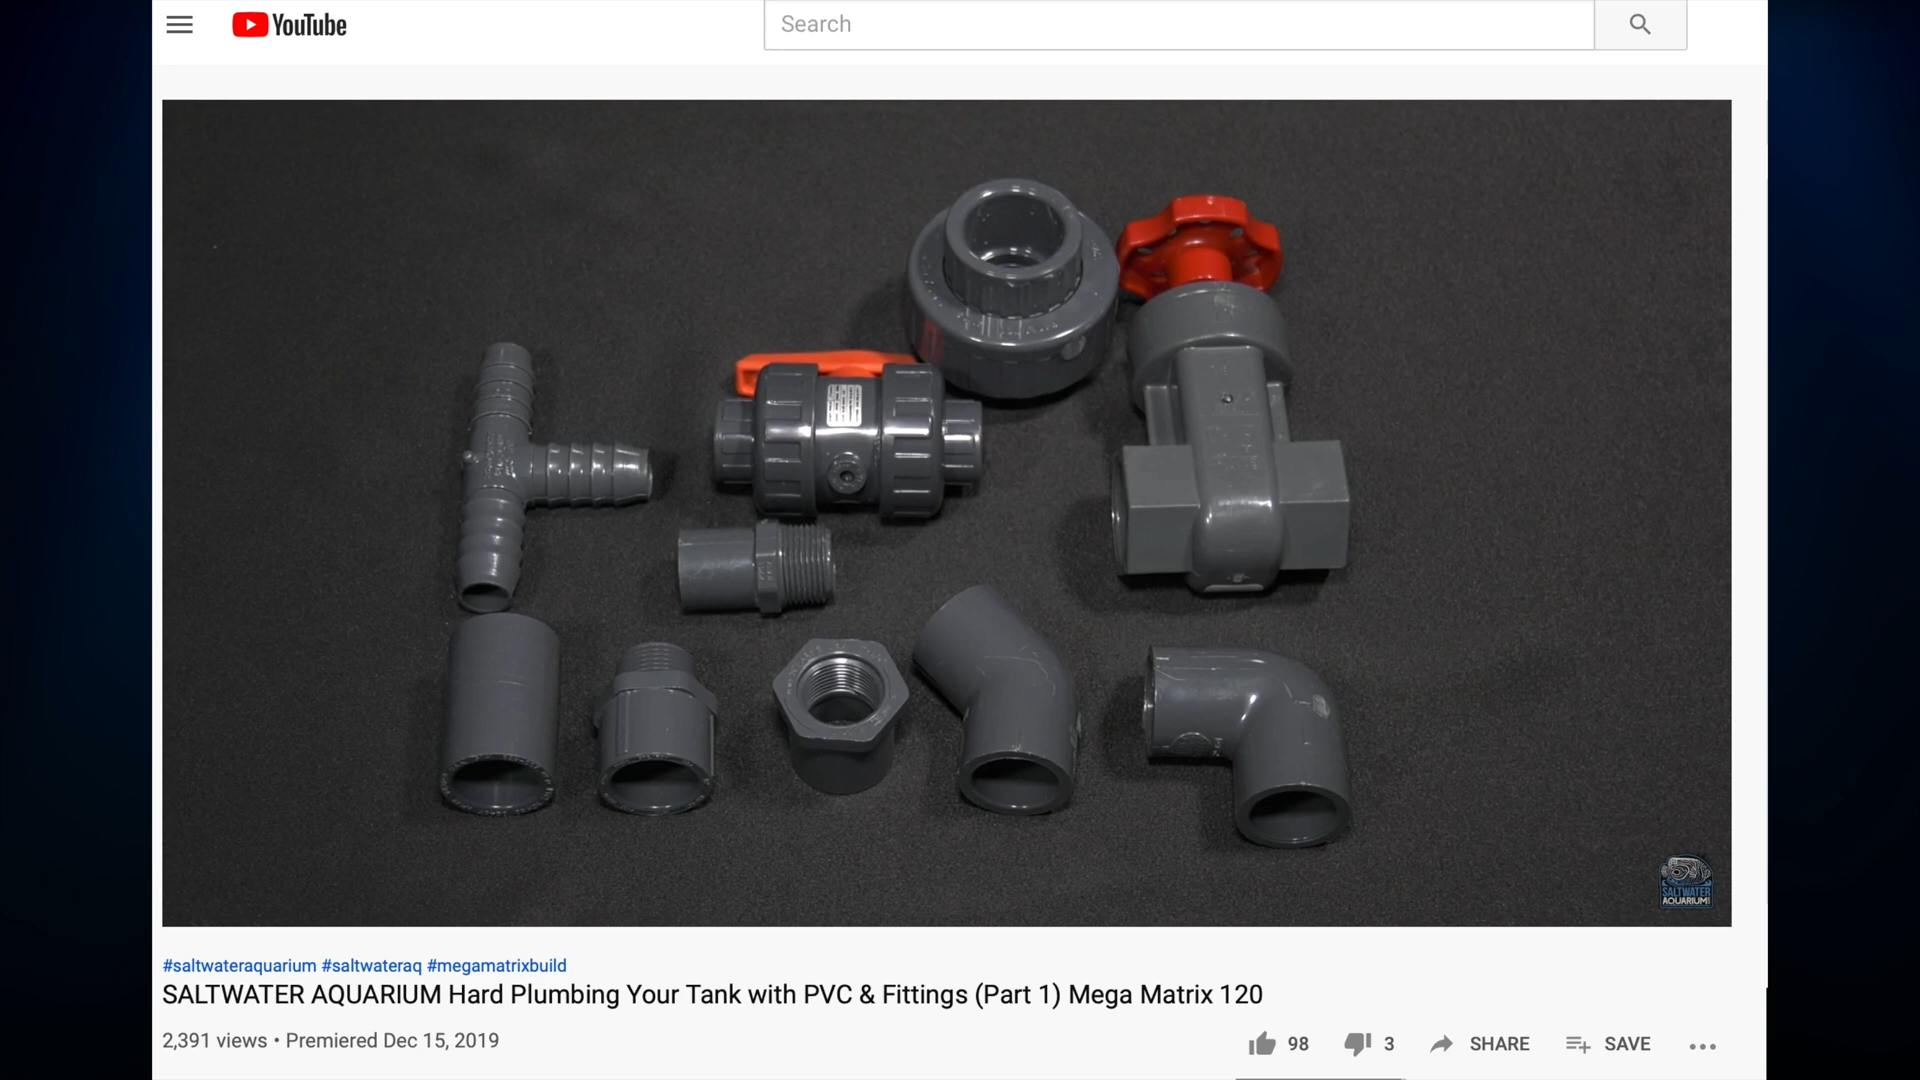 YouTube
Search
SALTWATER
AQUARIUM
#saltwateraquarium #saltwateraq #megamatrixbuild
SALTWATER AQUARIUM Hard Plumbing Your Tank with PVC & Fittings (Part 1) Mega Matrix 120
2,391 views • Premiered Dec 15, 2019
98
3
SHARE
SAVE